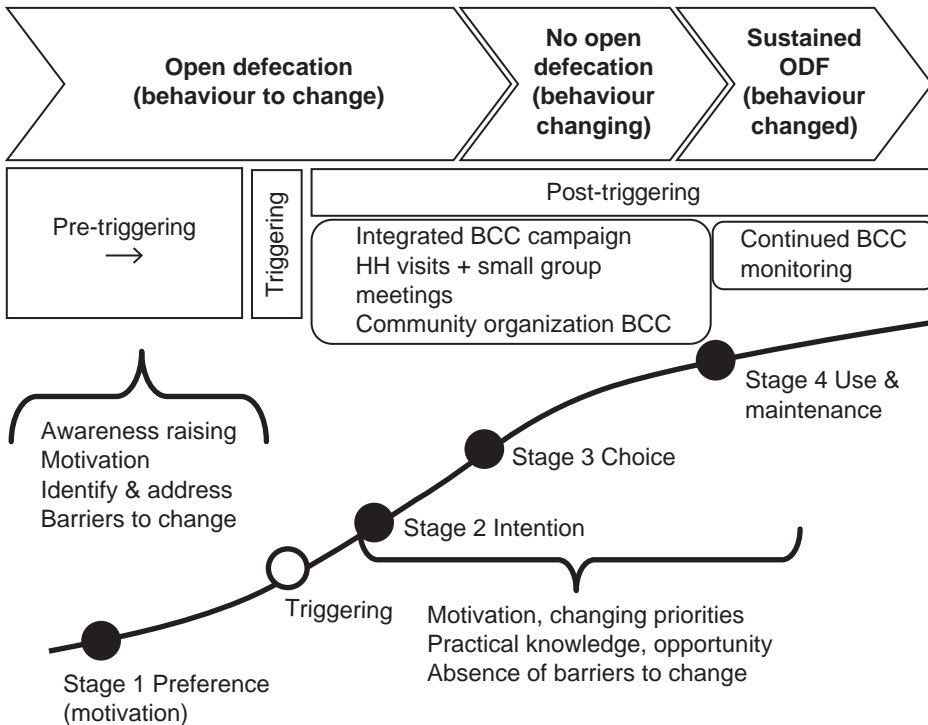 Open defecation
(behaviour to change)
No open
defecation
(behaviour
changing)
Sustained
ODF
(behaviour
changed)
Pre-triggering
→
Triggering
Post-triggering
Integrated BCC campaign
HH visits + small group
meetings
Community organization BCC
Continued BCC
monitoring
Awareness raising
Motivation
Identify & address
Barriers to change
Stage 4 Use &
maintenance
Stage 3 Choice
Stage 2 Intention
Triggering
Motivation, changing priorities
Practical knowledge, opportunity
Absence of barriers to change
Stage 1 Preference
(motivation)